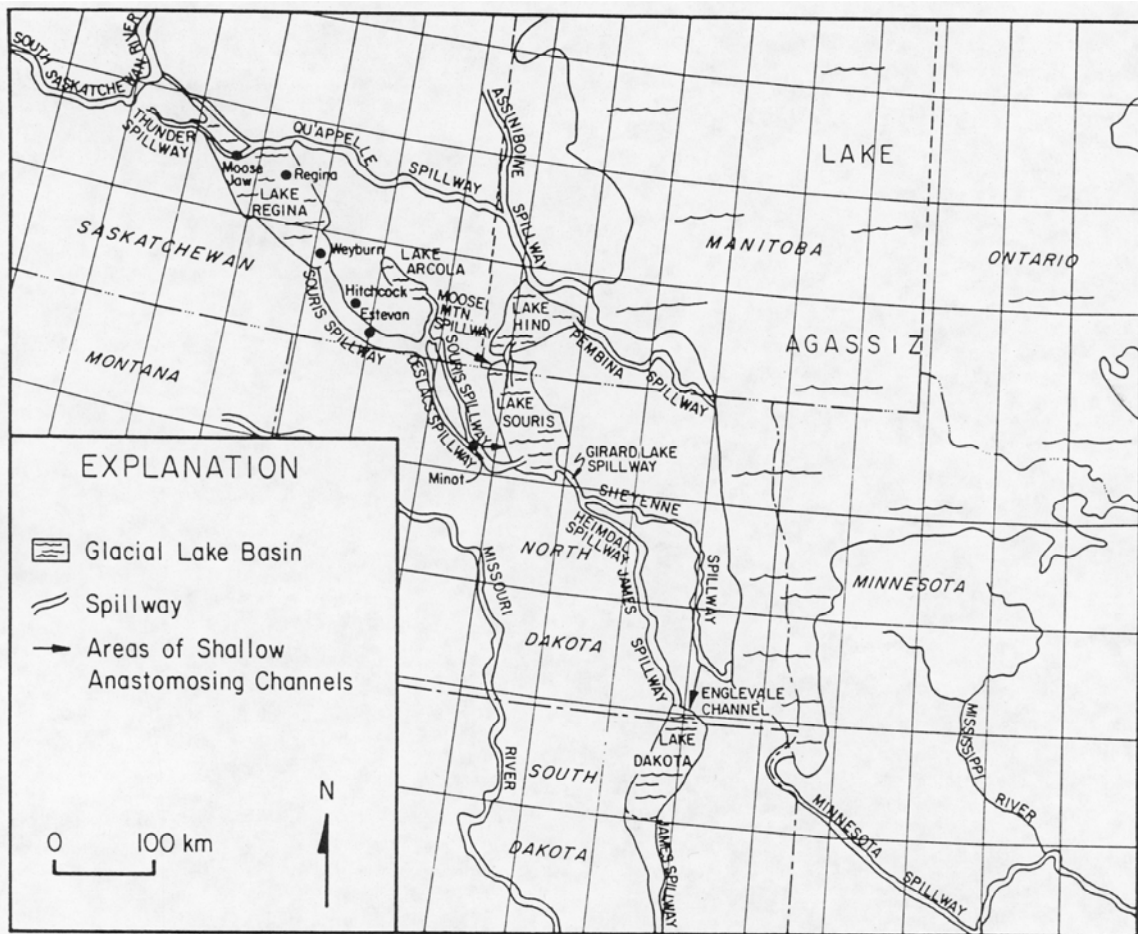 SOUTH SASKATCHEWAN RIVER
THUNDER
SPILLWAY
Moose
Jaw
Regina
LAKE
REGINA
QU'APPELLE
SPILLWAY
ASSINIBOINE
SPILLWAY
LAKE
AGASSIZ
MANITOBA
ONTARIO
SASKATCHEWAN
Weyburn
LAKE
ARCOLA
Hitchcock
Estevan
SOURIS SPILLWAY
MOOSE
MTN.
SPILLWAY
LAKE
HIND
PEMBINA
SPILLWAY
MONTANA
DES LACS SPILLWAY
SOURIS SPILLWAY
LAKE
SOURIS
Minot
GIRARD LAKE
SPILLWAY
SHEYENNE
SPILLWAY
HEIMDAL
SPILLWAY
JAMES
SPILLWAY
NORTH
DAKOTA
MISSOURI
RIVER
MINNESOTA
ENGLEVALE
CHANNEL
LAKE
DAKOTA
SOUTH
DAKOTA
JAMES SPILLWAY
MINNESOTA
SPILLWAY
MISSISSIPPI
RIVER
EXPLANATION
Glacial Lake Basin
Spillway
Areas of Shallow
Anastomosing Channels
N
0 100 km